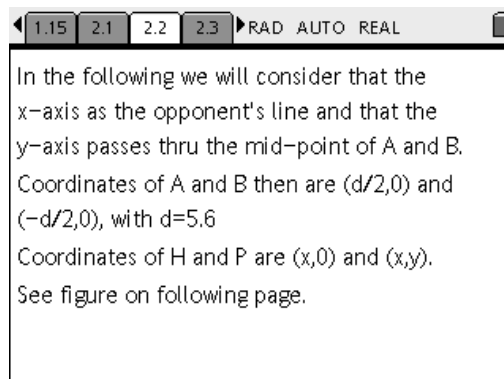 1.15 2.1 2.2 2.3 RAD AUTO REAL
In the following we will consider that the
x-axis as the opponent's line and that the
y-axis passes thru the mid-point of A and B.
Coordinates of A and B then are (d/2,0) and
(-d/2,0), with d=5.6
Coordinates of H and P are (x,0) and (x,y).
See figure on following page.